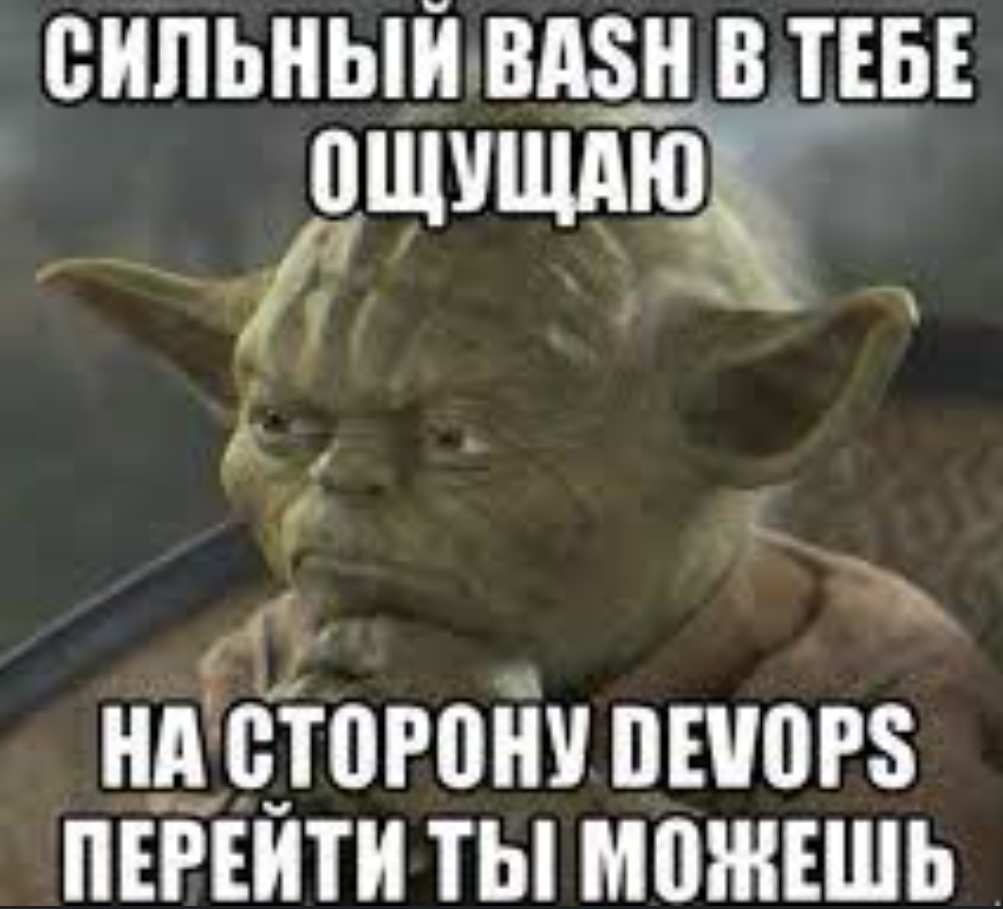 СИЛЬНЫЙ BASH В ТЕБЕ
ОЩУЩАЮ
НА СТОРОНУ DEVOPS
ПЕРЕЙТИ ТЫ МОЖЕШЬ